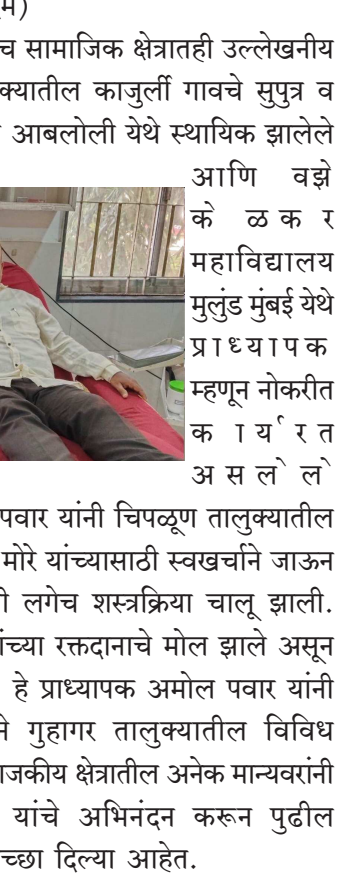 च सामाजिक क्षेत्रातही उल्लेखनीय
क्यातील काजुर्ली गावचे सुपुत्र व
आबलोली येथे स्थायिक झालेले
आणि वझे
केळकर
महाविद्यालय
मुलुंड मुंबई येथे
प्राध्यापक
म्हणून नोकरीत
कार्यरत
असलेले
पवार यांनी चिपळूण तालुक्यातील
मोरे यांच्यासाठी स्वखर्चाने जाऊन
लगेच शस्त्रक्रिया चालू झाली.
ांच्या रक्तदानाचे मोल झाले असून
हे प्राध्यापक अमोल पवार यांनी
गुहागर तालुक्यातील विविध
ाजकीय क्षेत्रातील अनेक मान्यवरांनी
यांचे अभिनंदन करून पुढील
च्छा दिल्या आहेत.